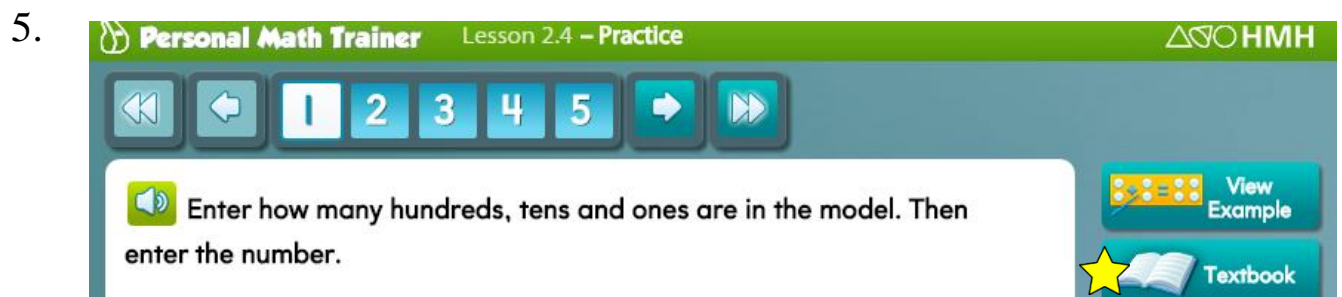 5.
Personal Math Trainer Lesson 2.4 – Practice HMH
1 2 3 4 5
Enter how many hundreds, tens and ones are in the model. Then
enter the number.
View
Example
Textbook